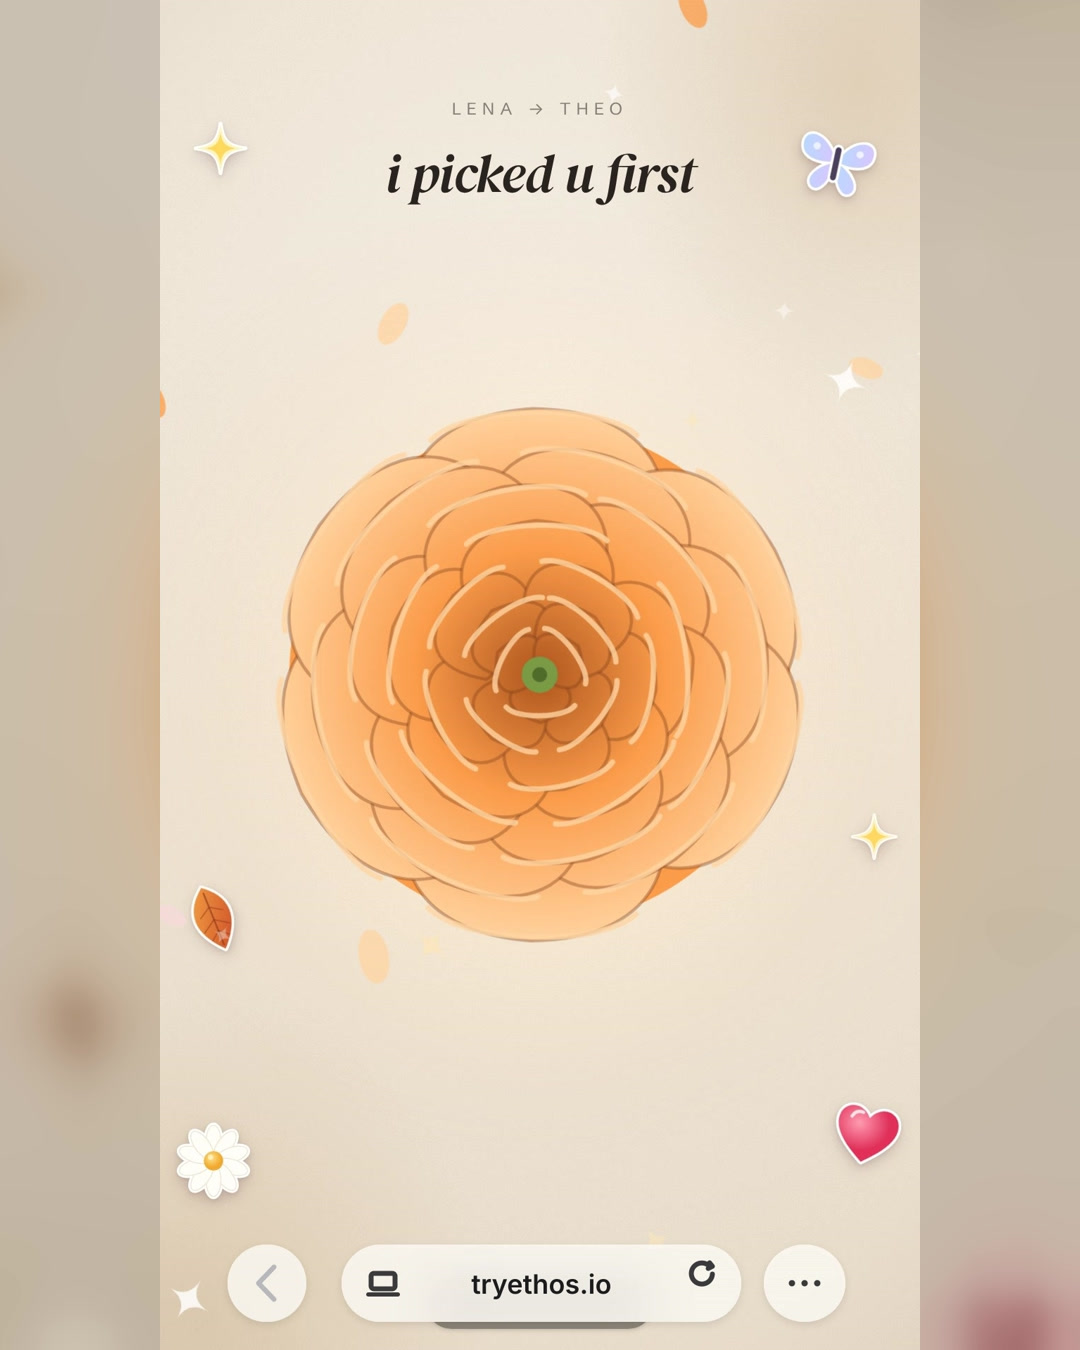 LENA → THEO
i picked u first
tryethos.io